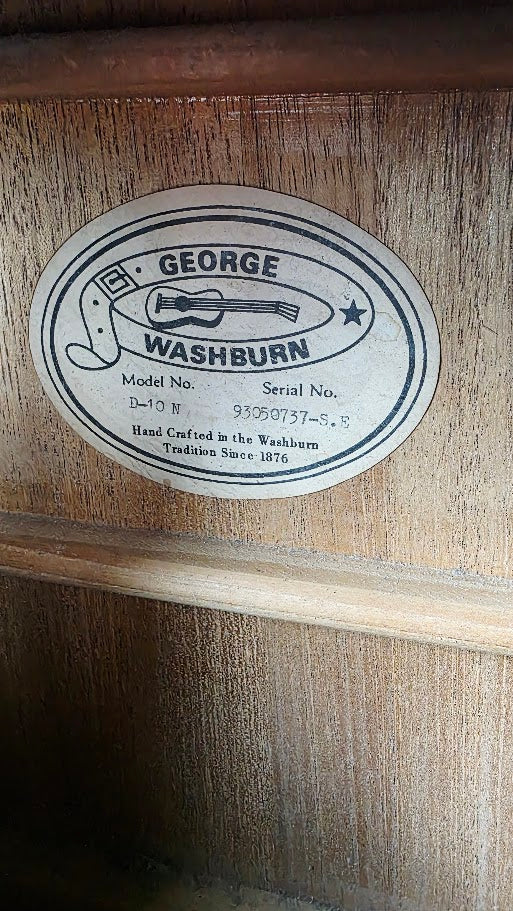 GEORGE
WASHBURN
Model No. Serial No.
D-10 N 93050737-S.E
Hand Crafted in the Washburn
Tradition Since 1876